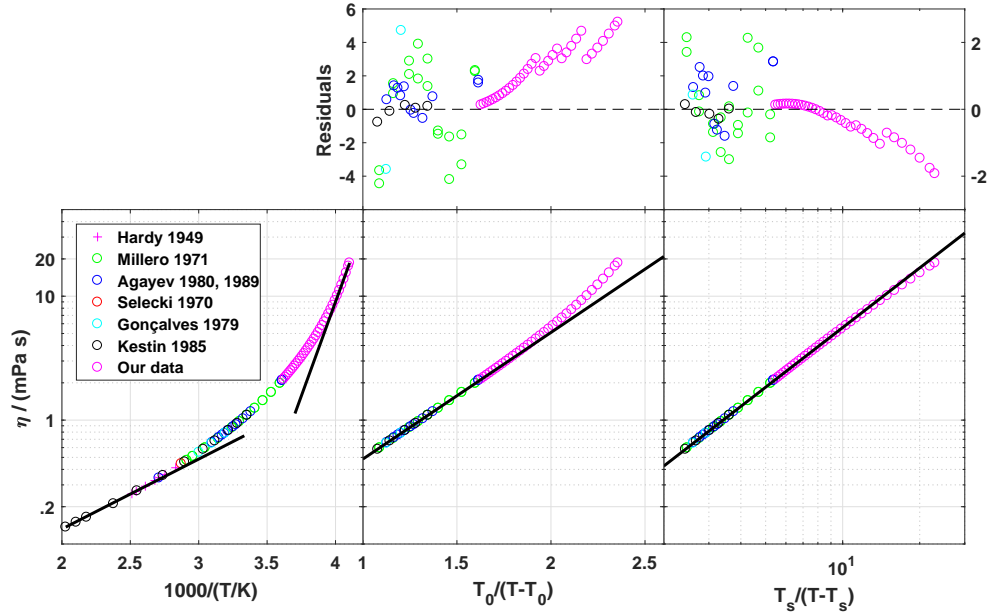 6
4
2
0
-2
-4
Residuals
2
0
-2
Hardy 1949
Millero 1971
Agayev 1980, 1989
Selecki 1970
Gonçalves 1979
Kestin 1985
Our data
20
10
1
.2
η / (mPa s)
2 2.5 3 3.5 4
1 1.5 2 2.5
10¹
1000/(T/K)
T₀/(T-T₀)
Tₛ/(T-Tₛ)